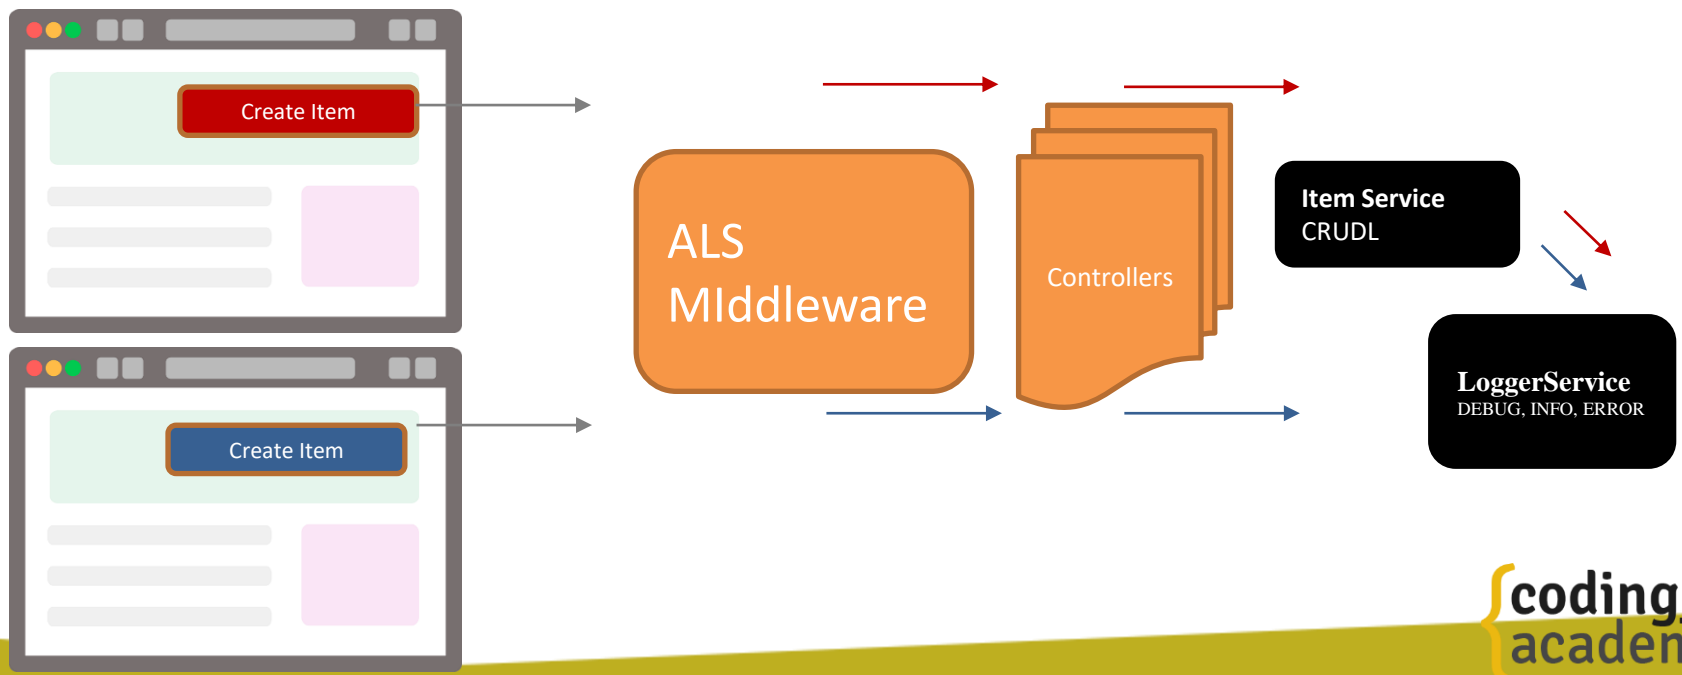 Create Item
ALS
MIddleware
Controllers
Item Service
CRUDL
LoggerService
DEBUG, INFO, ERROR
Create Item
coding